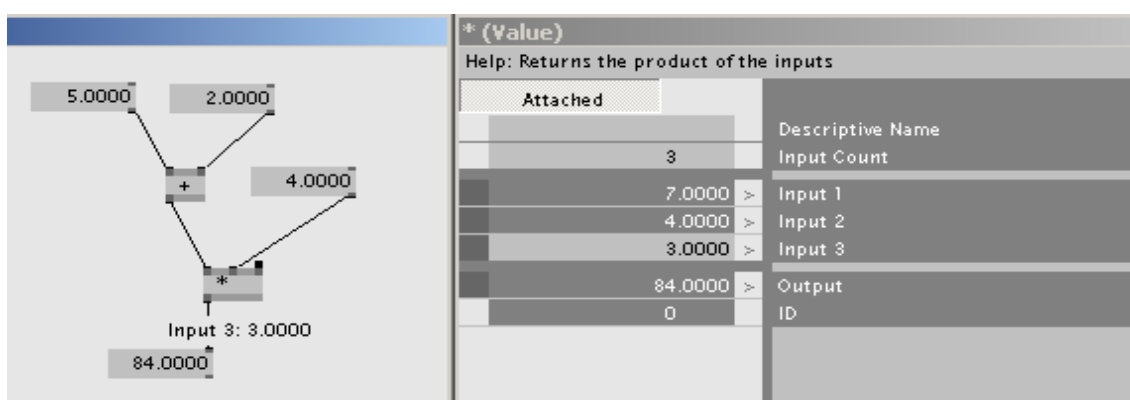 5.0000
2.0000
+
4.0000
*
Input 3: 3.0000
84.0000
* (Value)
Help: Returns the product of the inputs
Attached
Descriptive Name
3 Input Count
7.0000 > Input 1
4.0000 > Input 2
3.0000 > Input 3
84.0000 > Output
0 ID